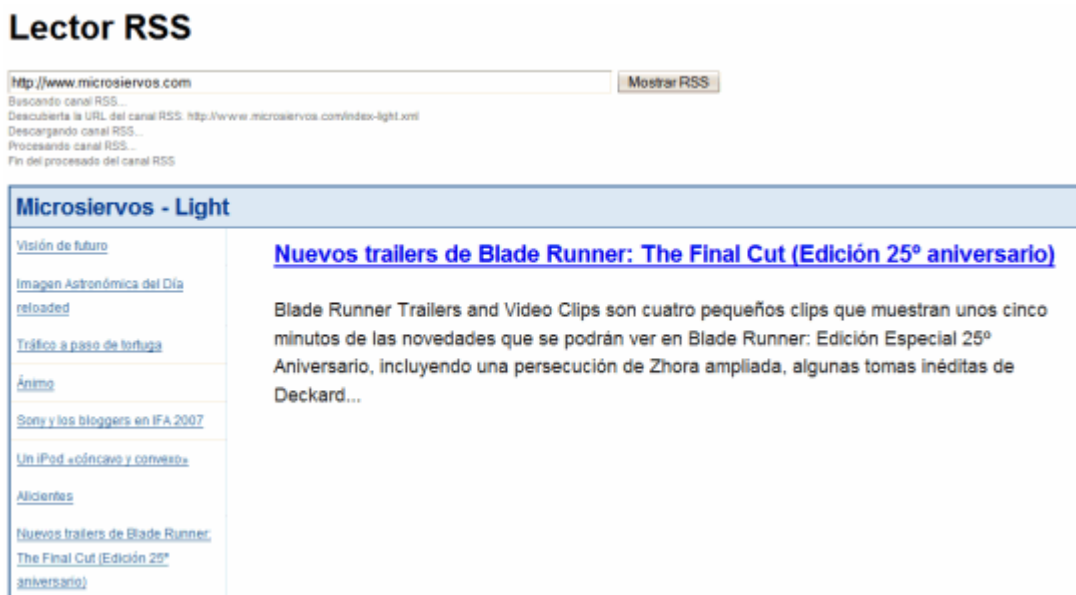 Lector RSS
http://www.microsiervos.com
Mostrar RSS
Buscando canal RSS...
Descubierta la URL del canal RSS: http://www.microsiervos.com/index-light.xml
Descargando canal RSS...
Procesando canal RSS...
Fin del procesado del canal RSS
Microsiervos - Light
Visión de futuro
Imagen Astronómica del Día
reloaded
Tráfico a paso de tortuga
Ánimo
Sony y los bloggers en IFA 2007
Un iPod «cóncavo y convexo»
Alicientes
Nuevos trailers de Blade Runner:
The Final Cut (Edición 25º
aniversario)
Nuevos trailers de Blade Runner: The Final Cut (Edición 25º aniversario)
Blade Runner Trailers and Video Clips son cuatro pequeños clips que muestran unos cinco
minutos de las novedades que se podrán ver en Blade Runner: Edición Especial 25º
Aniversario, incluyendo una persecución de Zhora ampliada, algunas tomas inéditas de
Deckard...